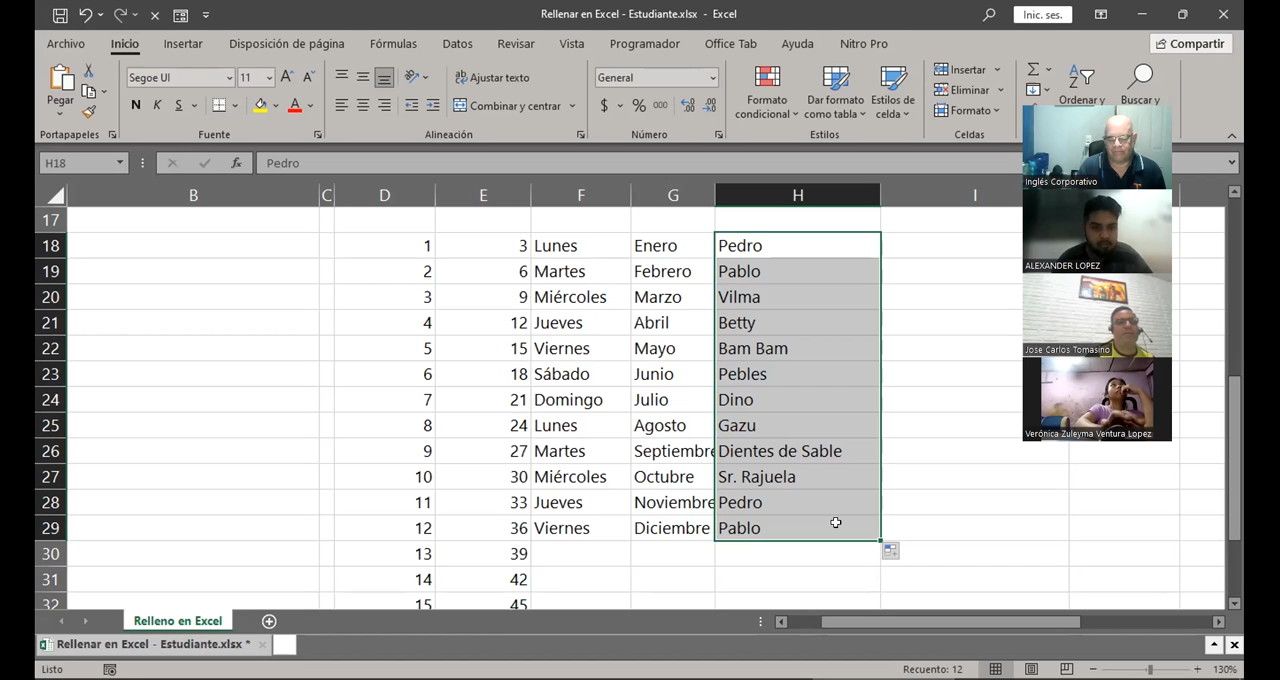 Rellenar en Excel - Estudiante.xlsx - Excel
Inic. ses.
Archivo Inicio Insertar Disposición de página Fórmulas Datos Revisar Vista Programador Office Tab Ayuda Nitro Pro Compartir
Pegar
Segoe UI 11
N K S
Ajustar texto
Combinar y centrar
General
$ % 000
Formato condicional
Dar formato como tabla
Estilos de celda
Insertar
Eliminar
Formato
Ordenar y
Buscar y
Portapapeles Fuente Alineación Número Estilos Celdas
H18 fx Pedro
B C D E F G H I
17
18 1 3 Lunes Enero Pedro
19 2 6 Martes Febrero Pablo
20 3 9 Miércoles Marzo Vilma
21 4 12 Jueves Abril Betty
22 5 15 Viernes Mayo Bam Bam
23 6 18 Sábado Junio Pebles
24 7 21 Domingo Julio Dino
25 8 24 Lunes Agosto Gazu
26 9 27 Martes Septiembre Dientes de Sable
27 10 30 Miércoles Octubre Sr. Rajuela
28 11 33 Jueves Noviembre Pedro
29 12 36 Viernes Diciembre Pablo
30 13 39
31 14 42
32 15 45
Inglés Corporativo
ALEXANDER LOPEZ
Jose Carlos Tomasino
Verónica Zuleyma Ventura Lopez
Relleno en Excel
Rellenar en Excel - Estudiante.xlsx *
Listo Recuento: 12 130%